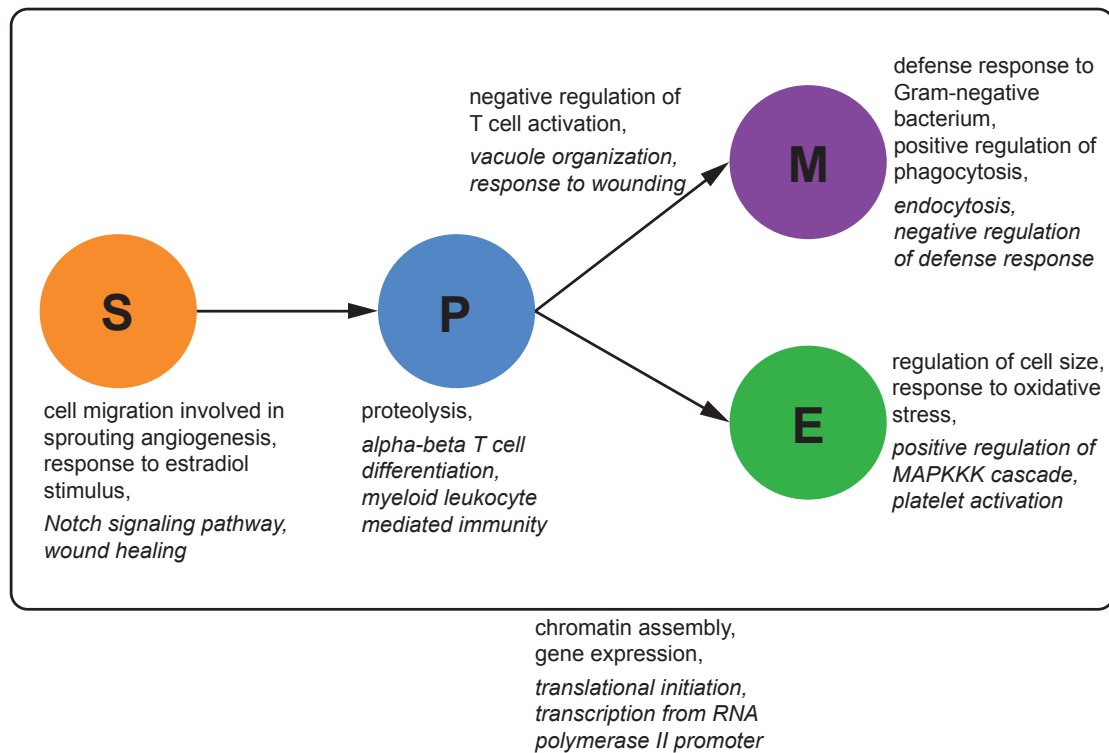 S
cell migration involved in
sprouting angiogenesis,
response to estradiol
stimulus,
Notch signaling pathway,
wound healing
P
proteolysis,
alpha-beta T cell
differentiation,
myeloid leukocyte
mediated immunity
negative regulation of
T cell activation,
vacuole organization,
response to wounding
M
defense response to
Gram-negative
bacterium,
positive regulation of
phagocytosis,
endocytosis,
negative regulation
of defense response
E
regulation of cell size,
response to oxidative
stress,
positive regulation of
MAPKKK cascade,
platelet activation
chromatin assembly,
gene expression,
translational initiation,
transcription from RNA
polymerase II promoter